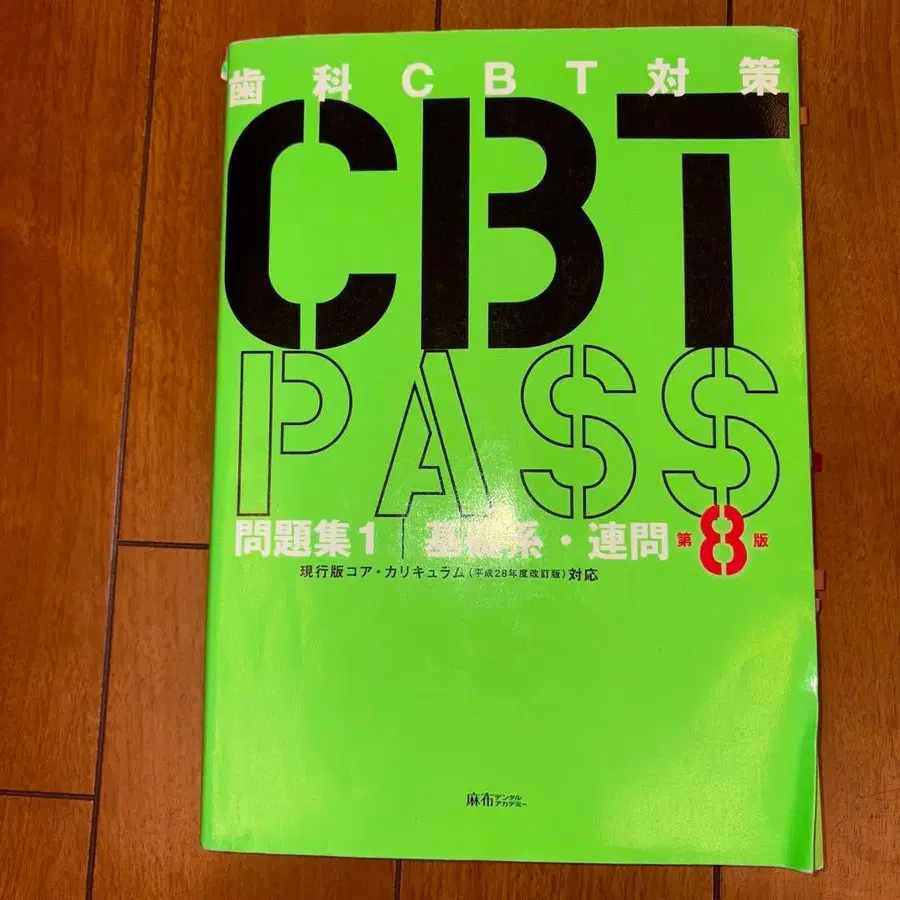 歯科CBT対策
CBT
PASS
問題集1 基礎系・連問 第8版
現行版コア・カリキュラム(平成28年度改訂版)対応
麻布デンタルアカデミー